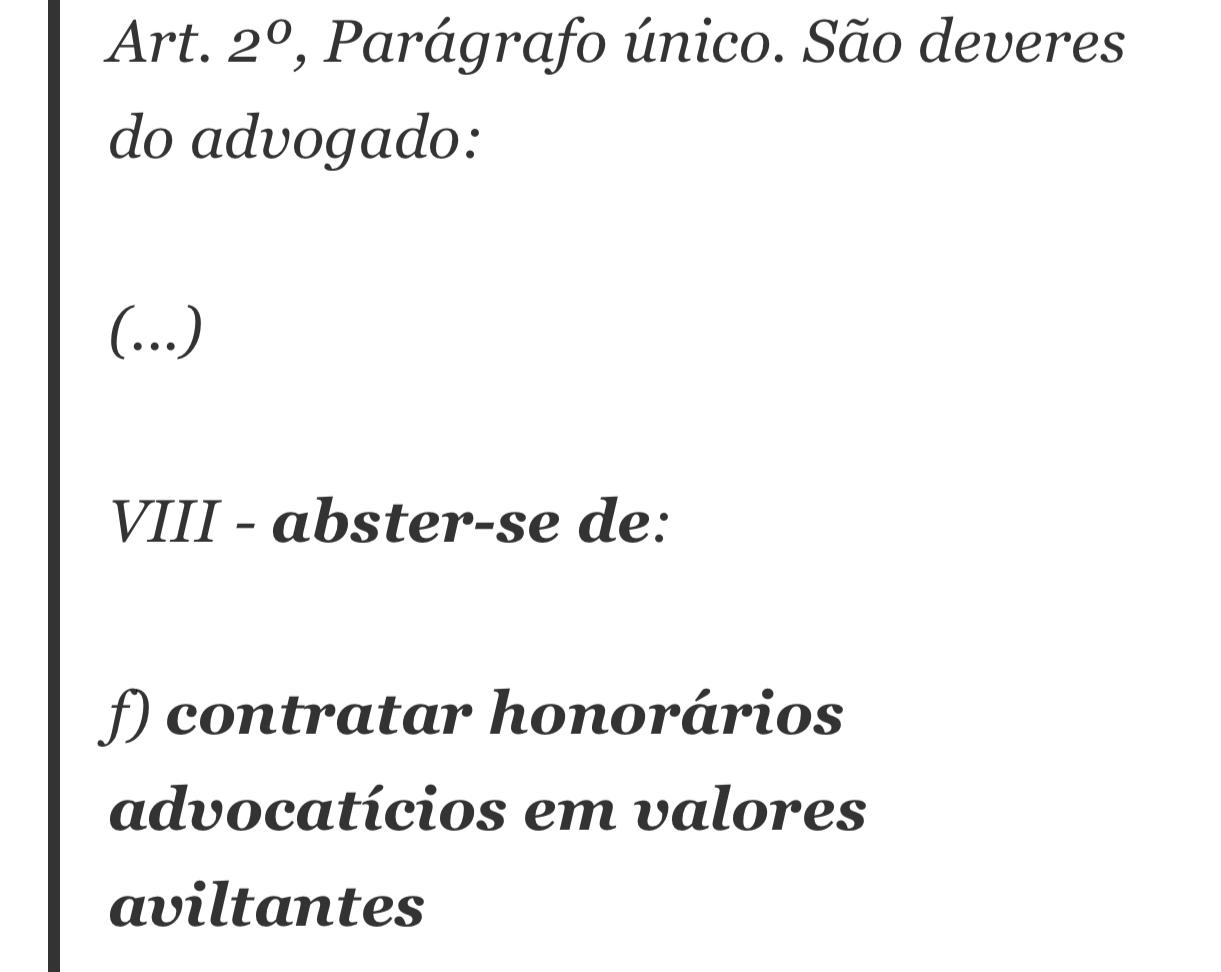 Art. 2º, Parágrafo único. São deveres
do advogado:
(...)
VIII - abster-se de:
f) contratar honorários
advocatícios em valores
aviltantes